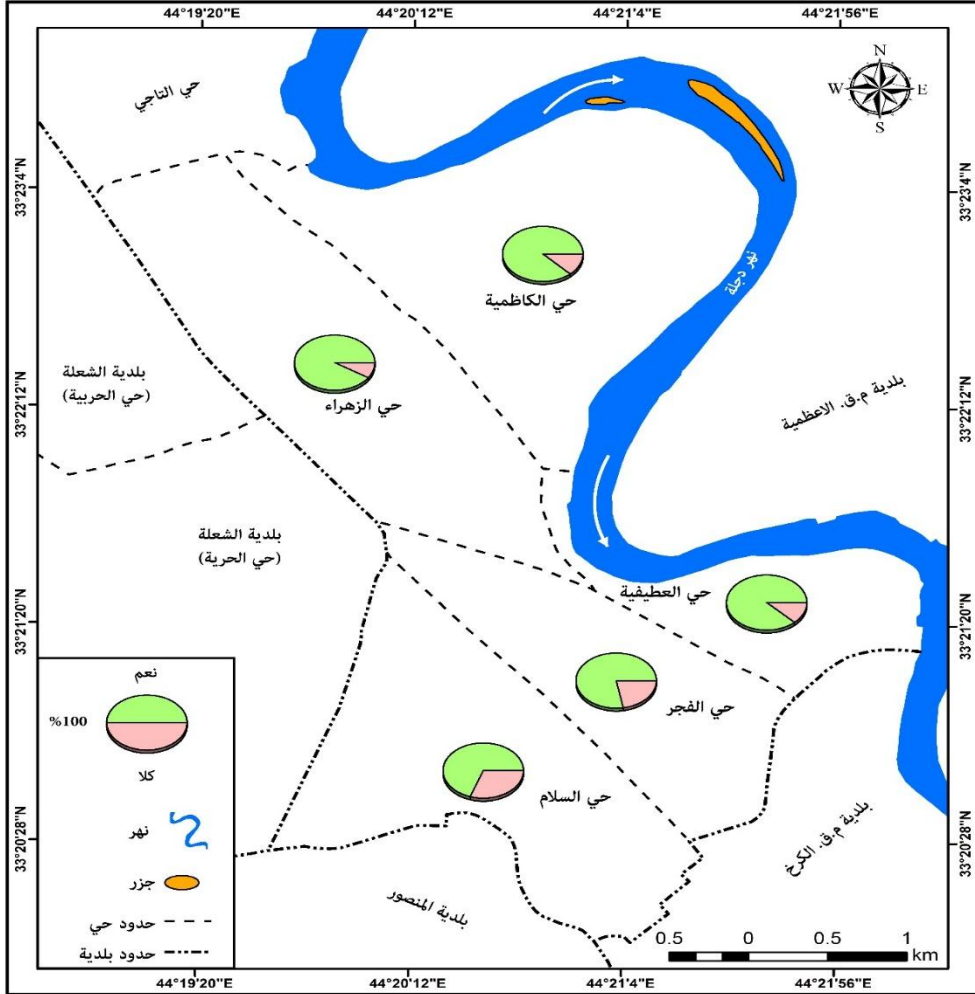 44°19'20"E
44°20'12"E
44°21'4"E
44°21'56"E
N
W
E
S
حي التاجي
33°23'4"N
33°23'4"N
نهر دجلة
حي الكاظمية
بلدية الشعلة
(حي الحربية)
حي الزهراء
بلدية م.ق. الاعظمية
33°22'12"N
33°22'12"N
بلدية الشعلة
(حي الحرية)
حي العطيفية
33°21'20"N
33°21'20"N
حي الفجر
حي السلام
نعم
%100
كلا
نهر
جزر
حدود حي
حدود بلدية
بلدية م.ق. الكرخ
33°20'28"N
33°20'28"N
بلدية المنصور
0.5
0
0.5
1
km
44°19'20"E
44°20'12"E
44°21'4"E
44°21'56"E